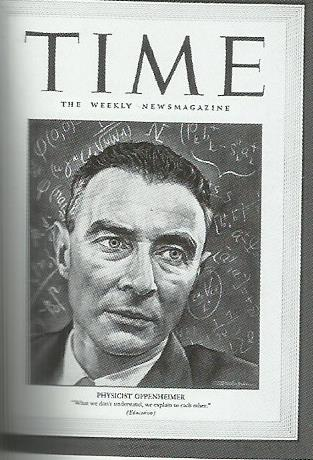 TIME
THE WEEKLY NEWSMAGAZINE
PHYSICIST OPPENHEIMER
"What we don't understand, we explain to each other."
(Education)